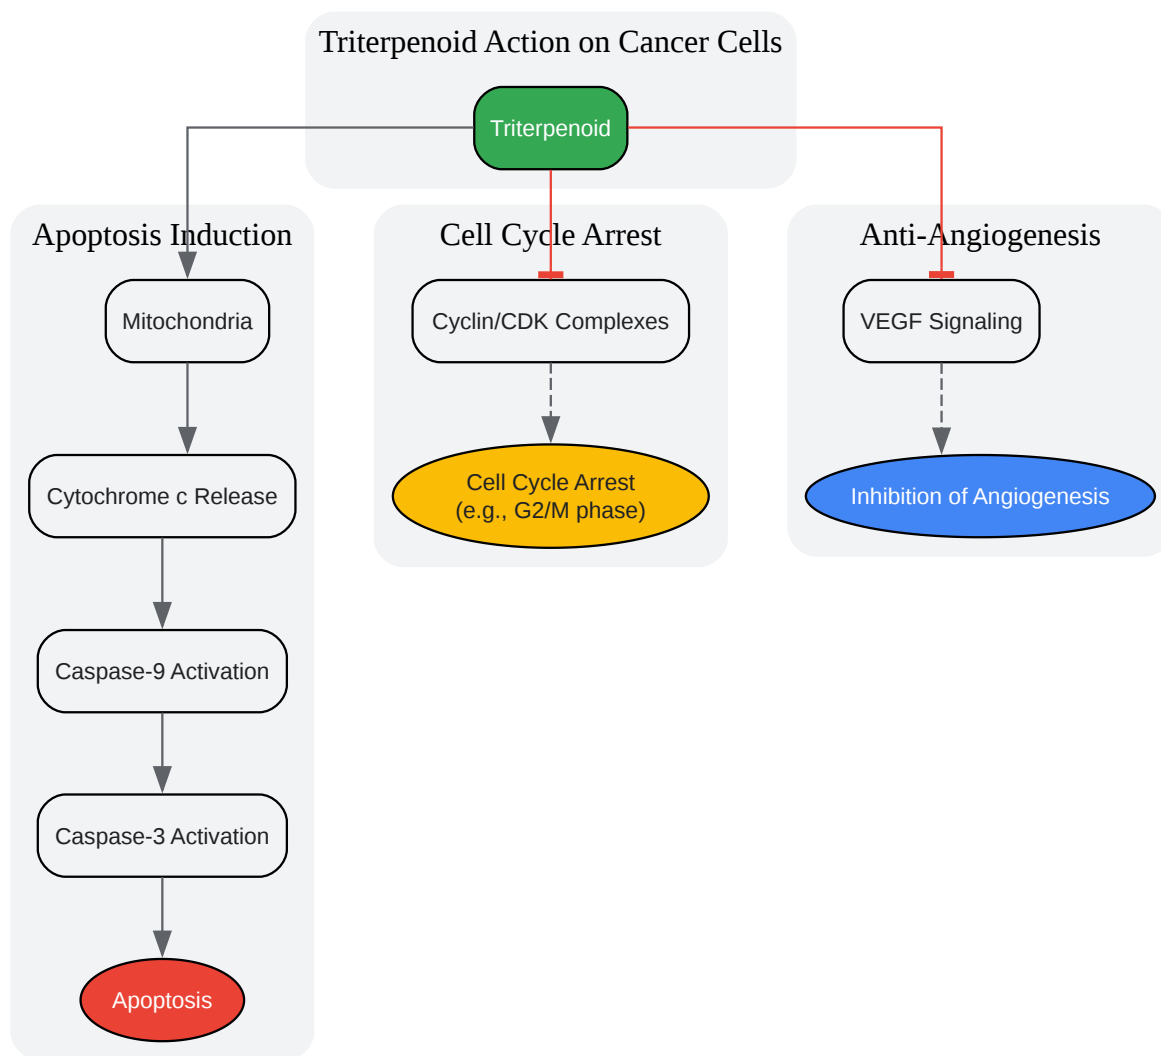 Triterpenoid Action on Cancer Cells
Triterpenoid
Apoptosis Induction
Mitochondria
Cytochrome c Release
Caspase-9 Activation
Caspase-3 Activation
Apoptosis
Cell Cycle Arrest
Cyclin/CDK Complexes
Cell Cycle Arrest
(e.g., G2/M phase)
Anti-Angiogenesis
VEGF Signaling
Inhibition of Angiogenesis